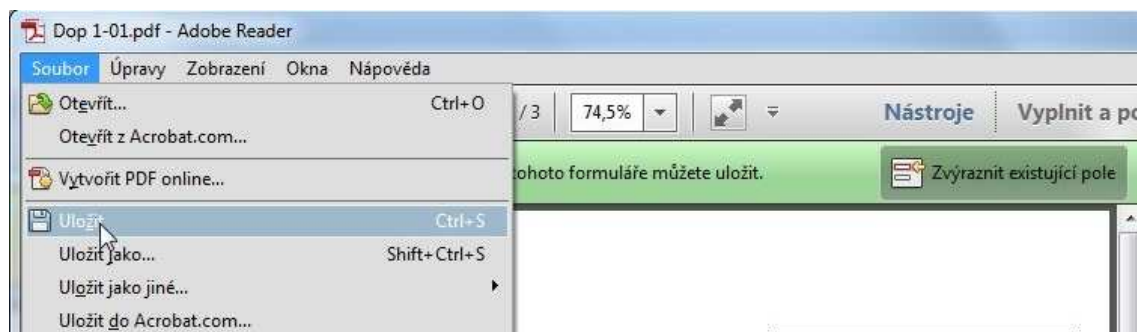 Dop 1-01.pdf - Adobe Reader
Soubor Úpravy Zobrazení Okna Nápověda
Otevřít... Ctrl+O
/ 3 74,5% Nástroje Vyplnit a po
Otevřít z Acrobat.com...
Vytvořit PDF online...
ohoto formuláře můžete uložit. Zvýraznit existující pole
Uložit Ctrl+S
Uložit jako... Shift+Ctrl+S
Uložit jako jiné...
Uložit do Acrobat.com...